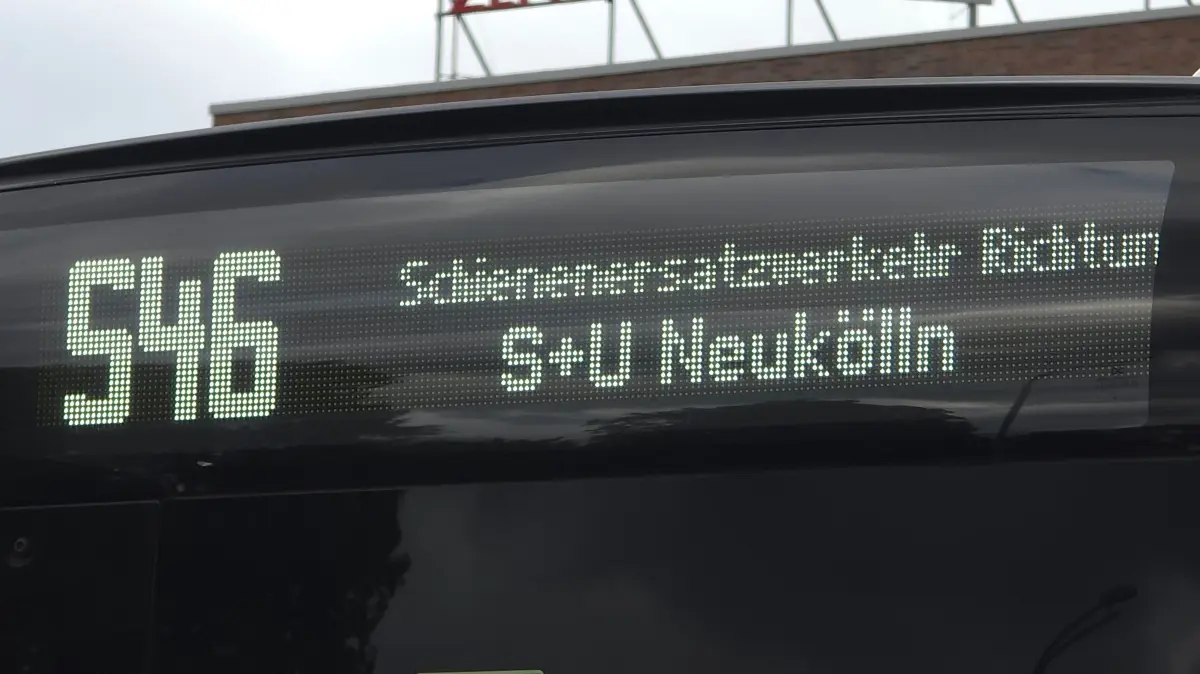 S46
Schienenersatzverkehr Richtun
S+U Neukölln